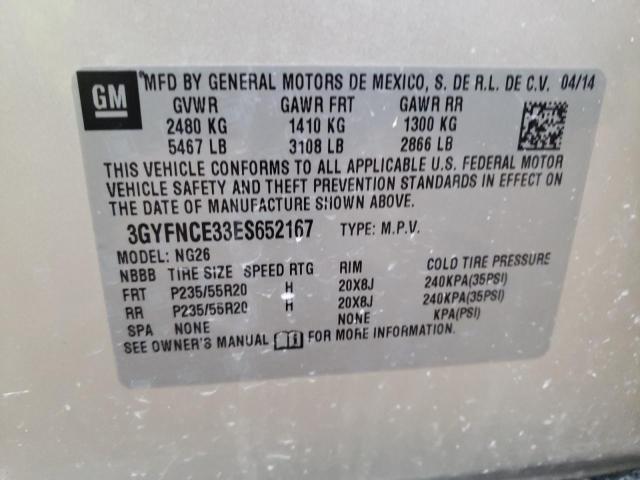 GM ®MFD BY GENERAL MOTORS DE MEXICO, S. DE R.L. DE C.V. 04/14
GVWR GAWR FRT GAWR RR
2480 KG 1410 KG 1300 KG
5467 LB 3108 LB 2866 LB
THIS VEHICLE CONFORMS TO ALL APPLICABLE U.S. FEDERAL MOTOR
VEHICLE SAFETY AND THEFT PREVENTION STANDARDS IN EFFECT ON
THE DATE OF MANUFACTURE SHOWN ABOVE.
3GYFNCE33ES652167 TYPE: M.P.V.
MODEL: NG26
NBBB TIRE SIZE SPEED RTG RIM COLD TIRE PRESSURE
FRT P235/55R20 H 20X8J 240KPA(35PSI)
RR P235/55R20 H 20X8J 240KPA(35PSI)
SPA NONE NONE KPA(PSI)
SEE OWNER'S MANUAL FOR MORE INFORMATION.